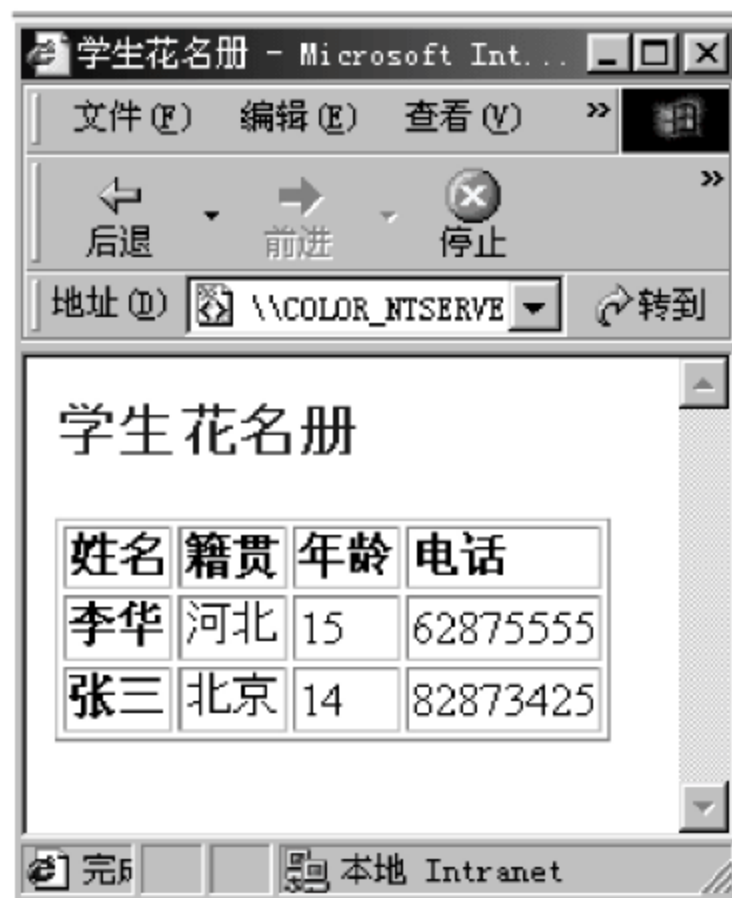 学生花名册 - Microsoft Int...
文件(F) 编辑(E) 查看(V) »
»
后退 前进 停止
地址(D) \\COLOR_NTSERVE 转到
学生花名册
姓名 籍贯 年龄 电话
李华 河北 15 62875555
张三 北京 14 82873425
完成 本地 Intranet